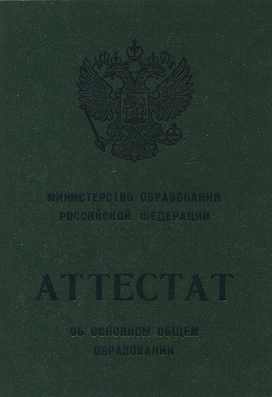 МИНИСТЕРСТВО ОБРАЗОВАНИЯ
РОССИЙСКОЙ ФЕДЕРАЦИИ
АТТЕСТАТ
ОБ ОСНОВНОМ ОБЩЕМ
ОБРАЗОВАНИИ